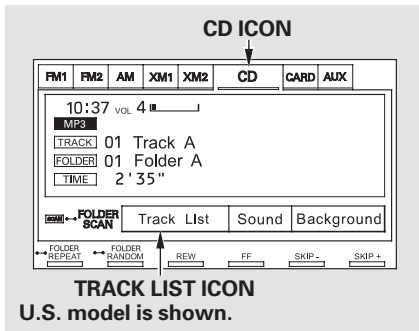 CD ICON
FM1 FM2 AM XM1 XM2 CD CARD AUX
10:37 VOL 4
MP3
TRACK 01 Track A
FOLDER 01 Folder A
TIME 2'35"
SCAN FOLDER SCAN Track List Sound Background
FOLDER REPEAT FOLDER RANDOM REW FF SKIP- SKIP +
TRACK LIST ICON
U.S. model is shown.